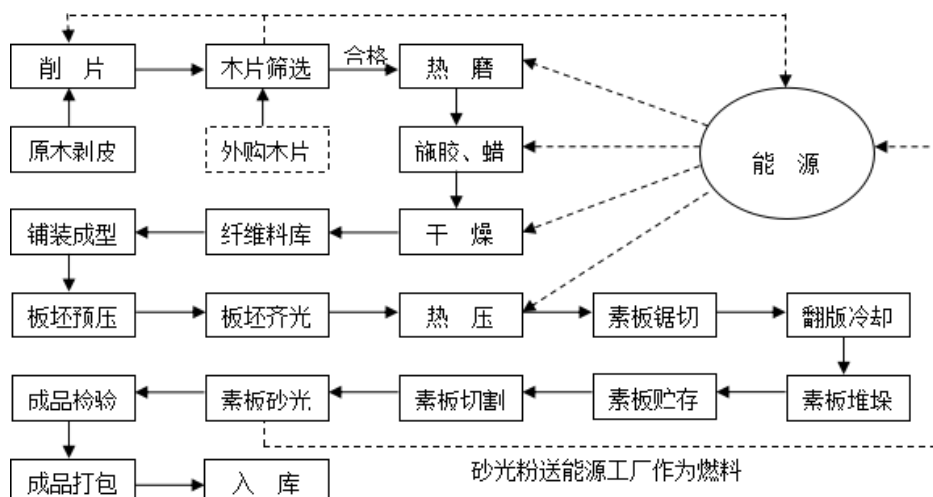 合格
削 片
木片筛选
热 磨
原木剥皮
外购木片
施胶、蜡
能 源
铺装成型
纤维料库
干 燥
板坯预压
板坯齐光
热 压
素板锯切
翻版冷却
成品检验
素板砂光
素板切割
素板贮存
素板堆垛
砂光粉送能源工厂作为燃料
成品打包
入 库